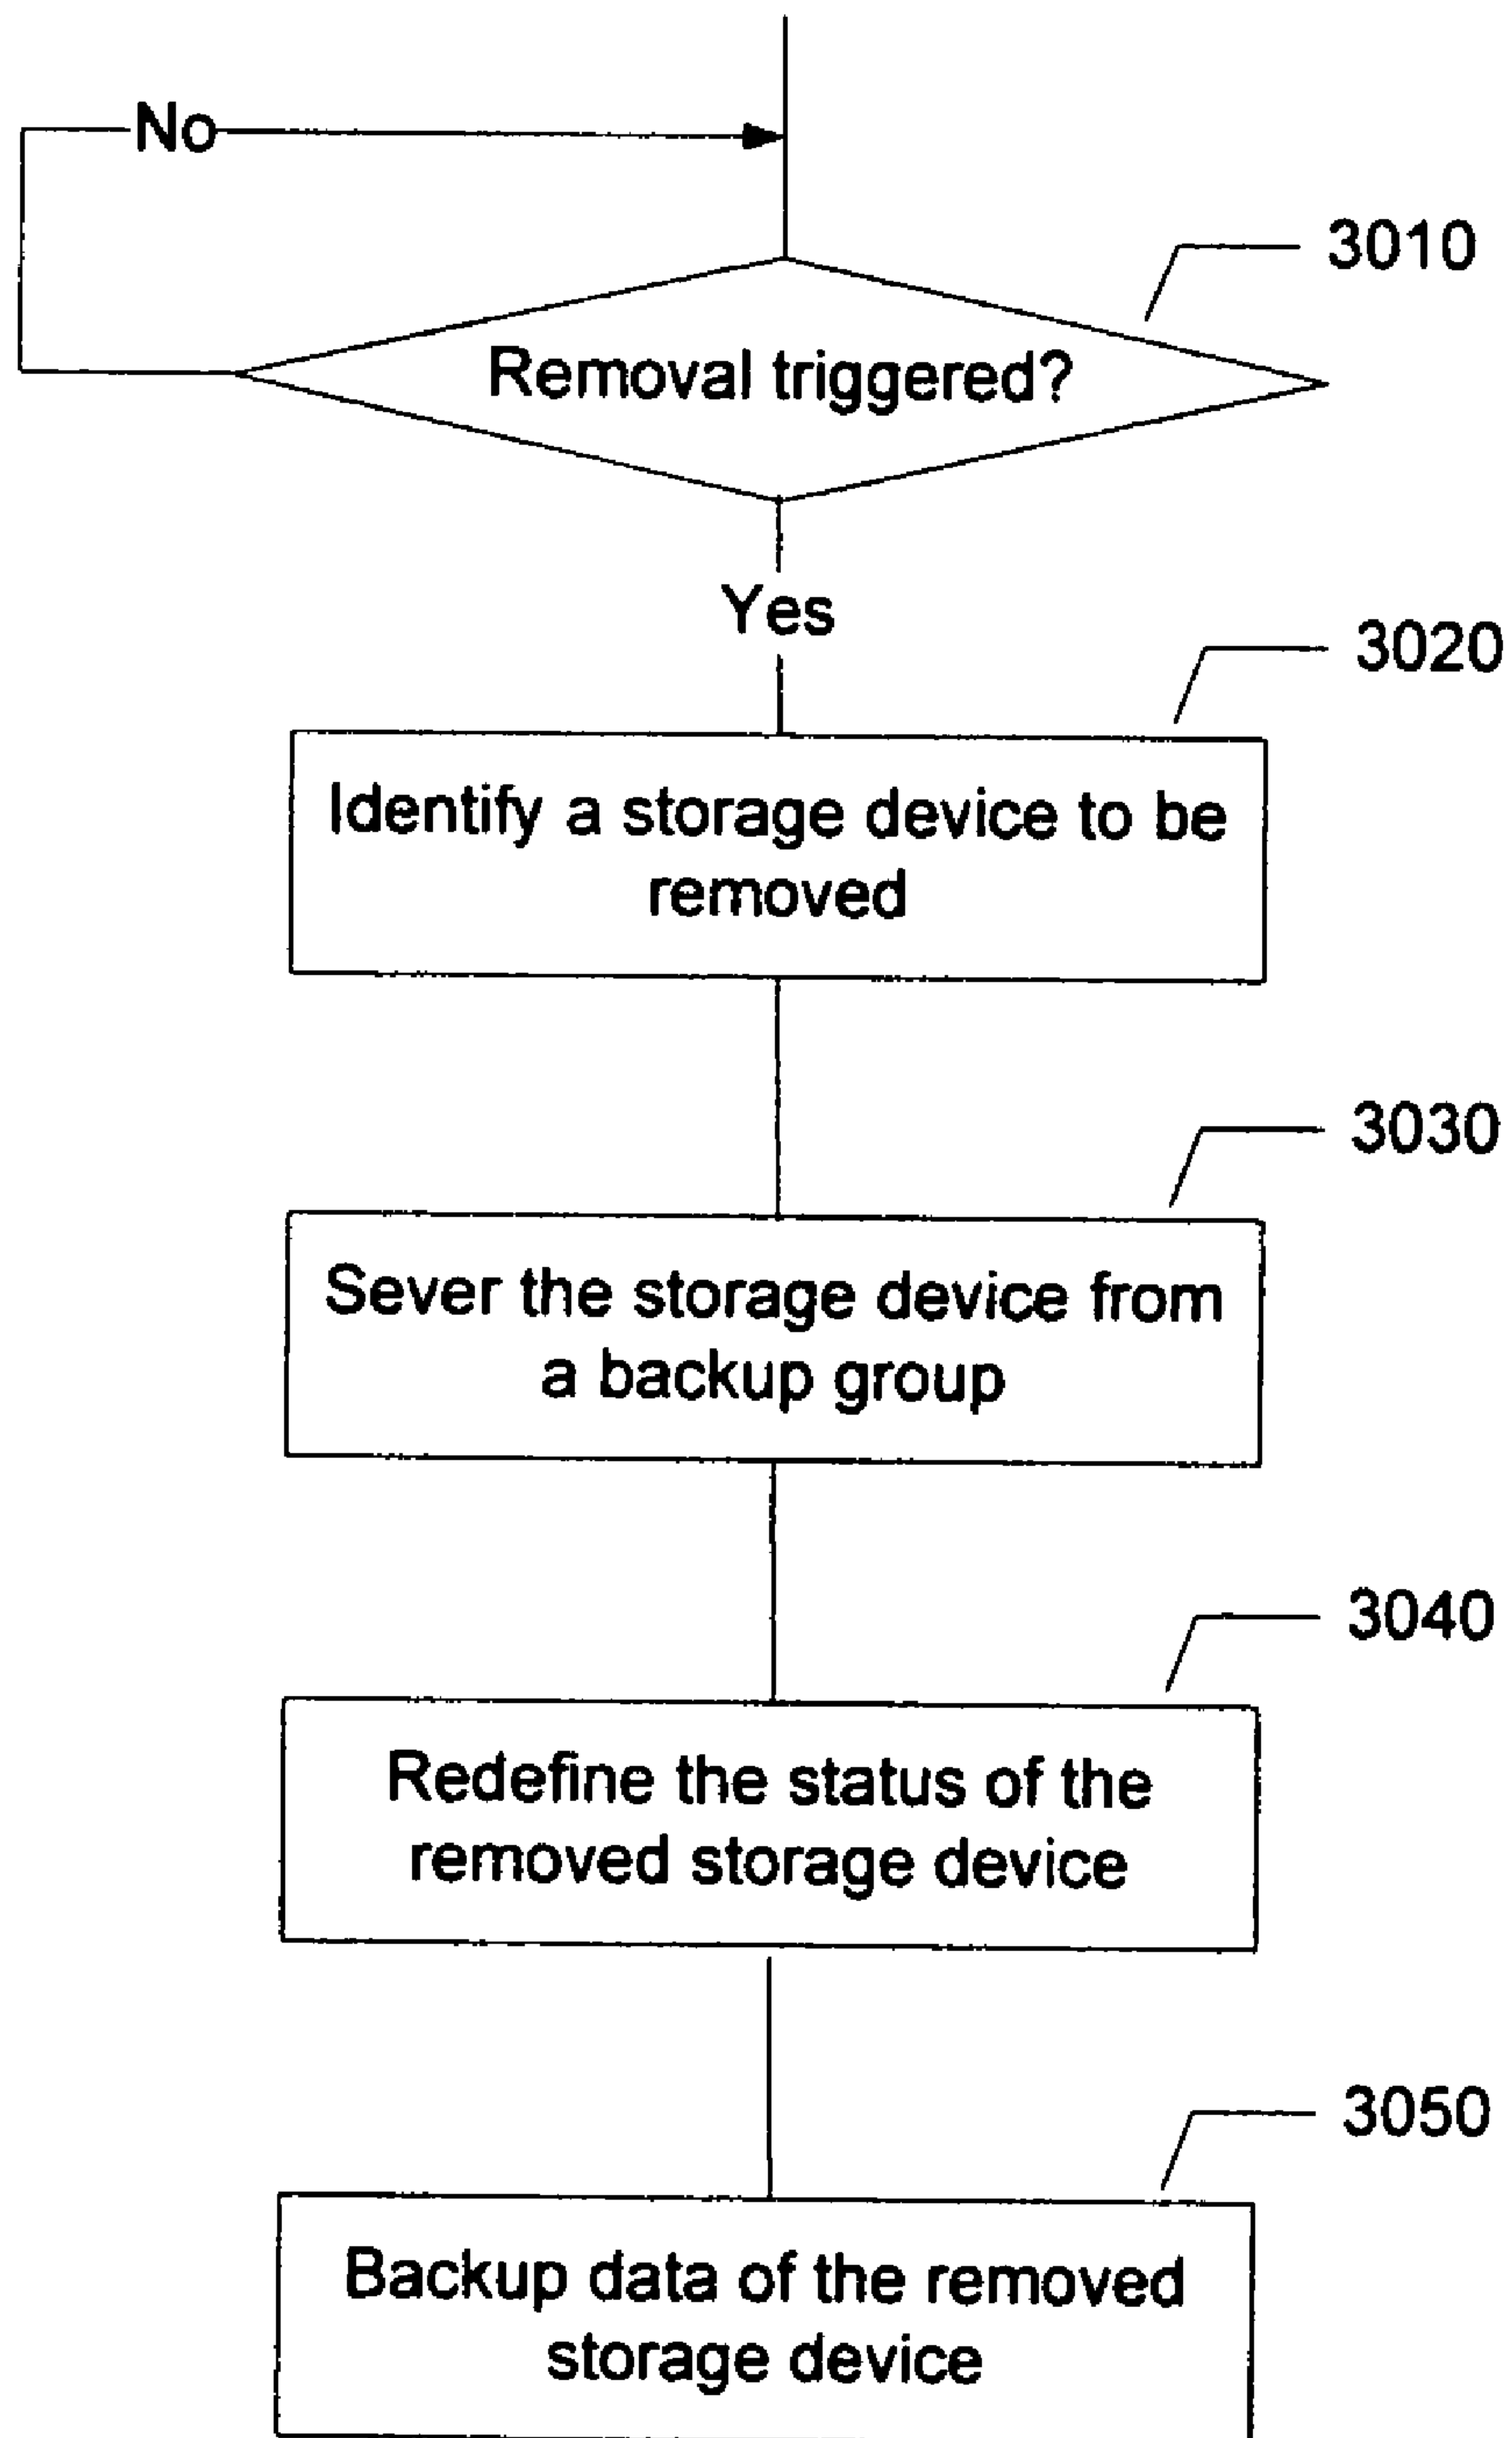 No
3010
Removal triggered?
Yes
3020
Identify a storage device to be
removed
3030
Sever the storage device from
a backup group
3040
Redefine the status of the
removed storage device
3050
Backup data of the removed
storage device